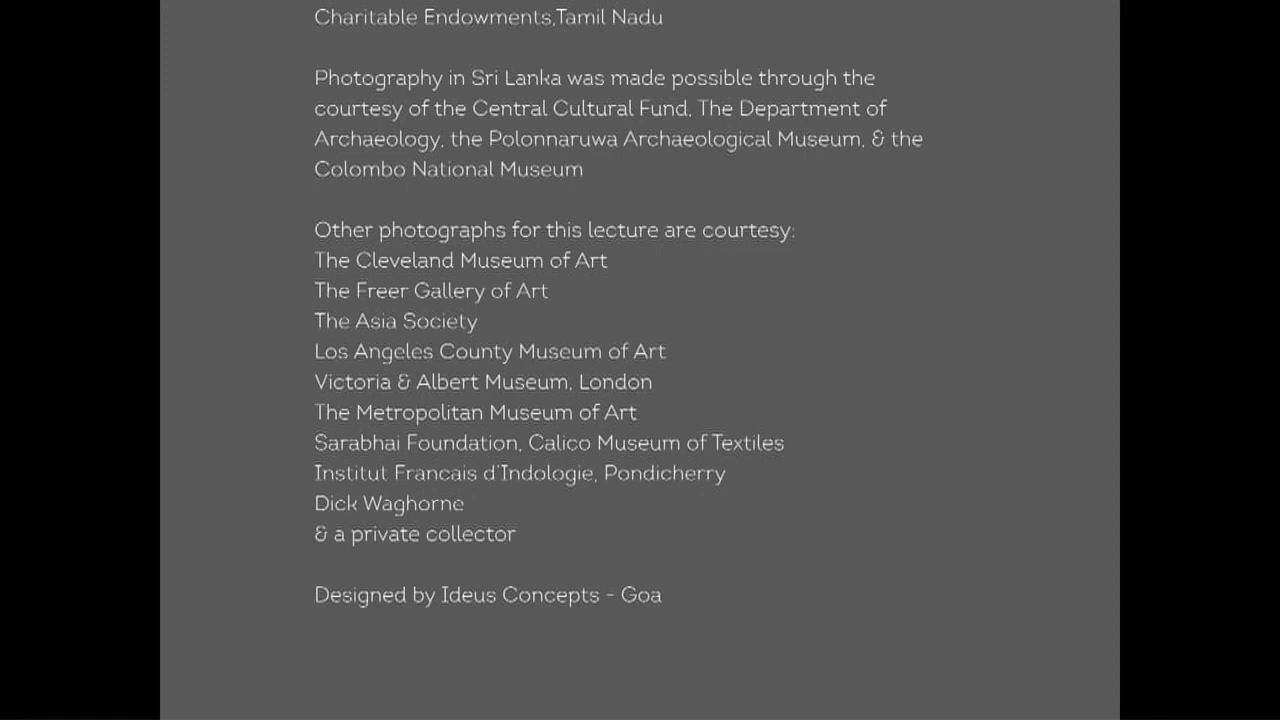 Charitable Endowments,Tamil Nadu
Photography in Sri Lanka was made possible through the
courtesy of the Central Cultural Fund, The Department of
Archaeology, the Polonnaruwa Archaeological Museum, & the
Colombo National Museum
Other photographs for this lecture are courtesy:
The Cleveland Museum of Art
The Freer Gallery of Art
The Asia Society
Los Angeles County Museum of Art
Victoria & Albert Museum, London
The Metropolitan Museum of Art
Sarabhai Foundation, Calico Museum of Textiles
Institut Francais d'Indologie, Pondicherry
Dick Waghorne
& a private collector
Designed by Ideus Concepts - Goa